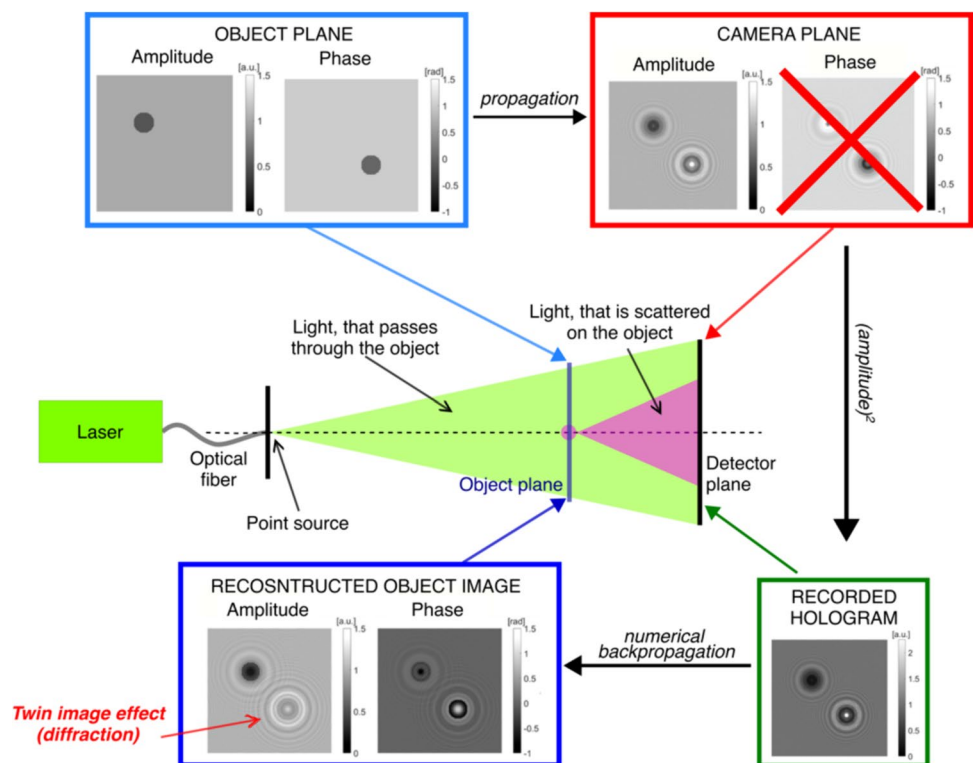 OBJECT PLANE
Amplitude
Phase
[a.u.]
1.5
1
0.5
0
[rad]
1.5
1
0.5
0
-0.5
-1
propagation
CAMERA PLANE
Amplitude
Phase
[a.u.]
1.5
1
0.5
0
[rad]
1.5
1
0.5
0
-0.5
-1
Light, that passes
through the object
Light, that is scattered
on the object
(amplitude)²
Laser
Optical
fiber
Point source
Object plane
Detector
plane
RECOSNTRUCTED OBJECT IMAGE
Amplitude
Phase
[a.u.]
1.5
1
0.5
0
[rad]
1.5
1
0.5
0
-0.5
-1
Twin image effect
(diffraction)
numerical
backpropagation
RECORDED
HOLOGRAM
[a.u.]
2
1.5
1
0.5
0